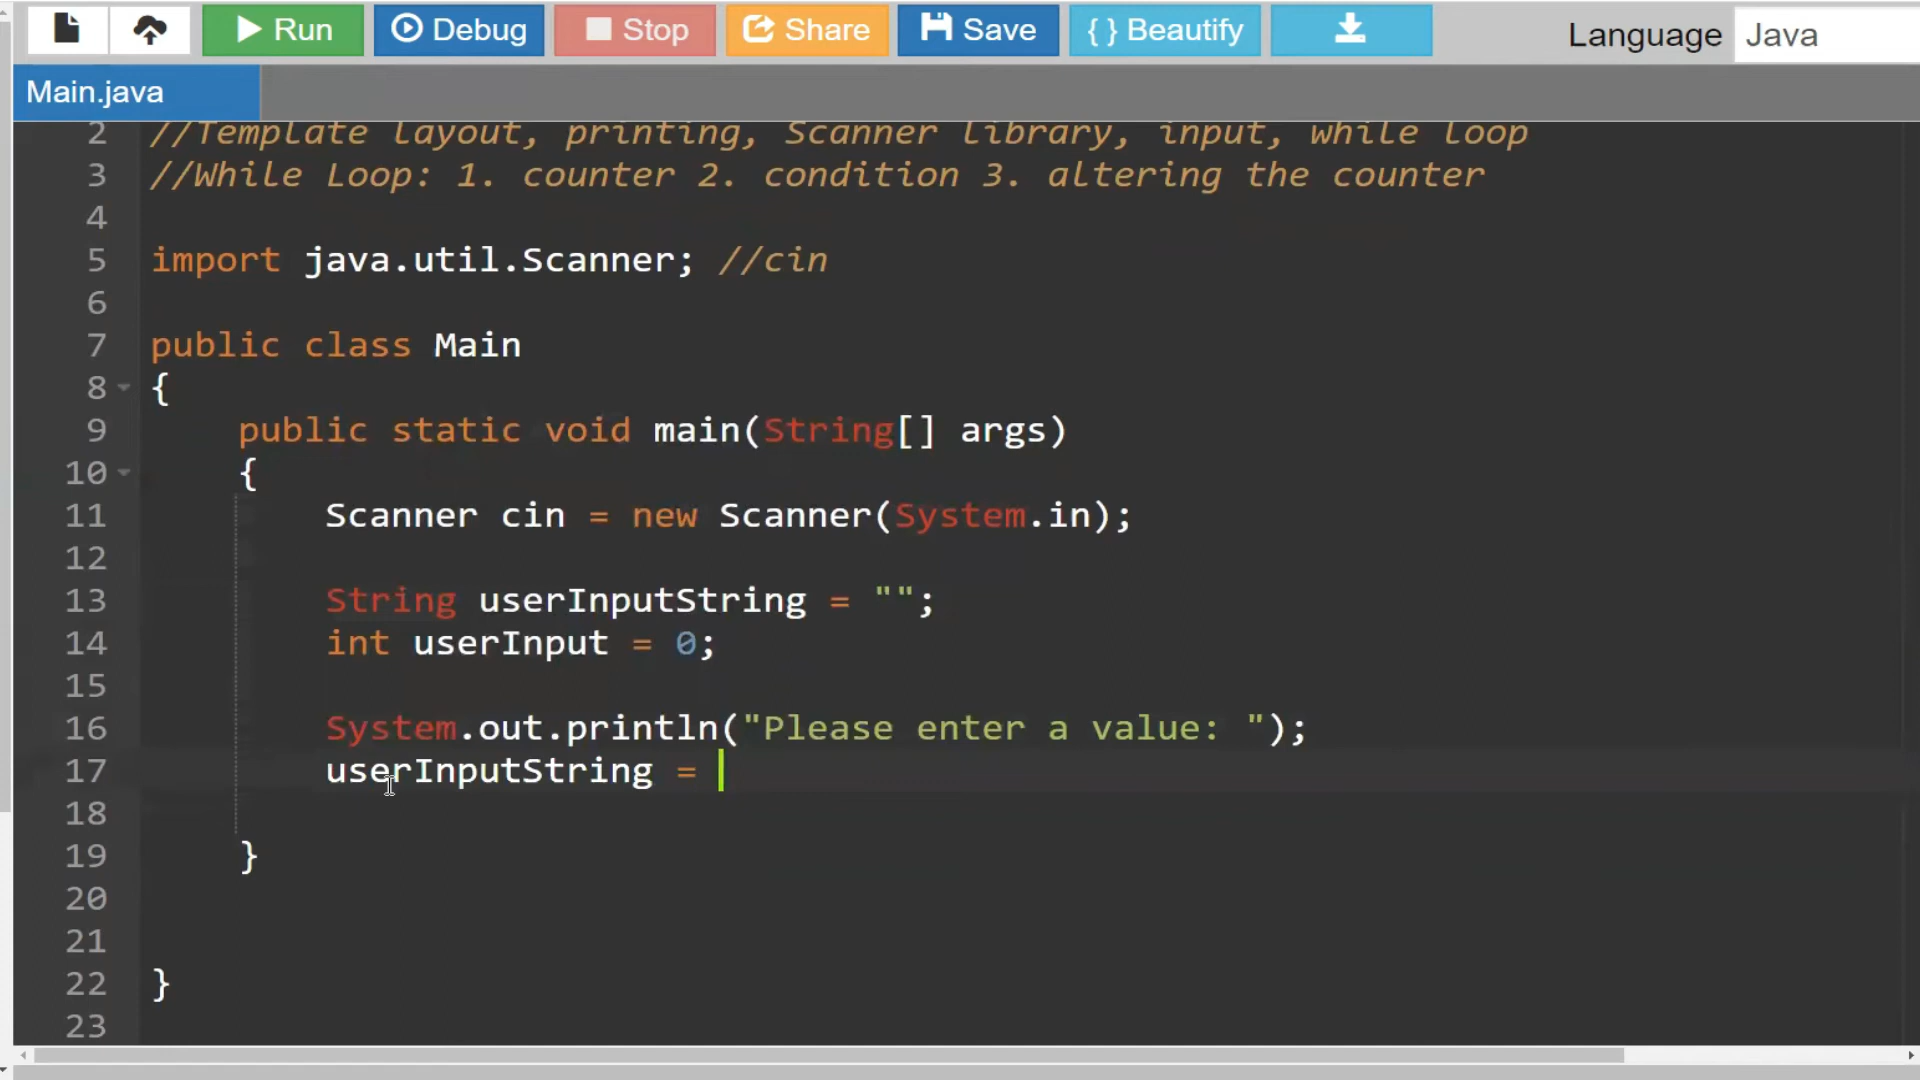 Run Debug Stop Share Save { } Beautify Language Java
Main.java
2 //Template layout, printing, Scanner library, input, while loop
3 //While Loop: 1. counter 2. condition 3. altering the counter
4
5 import java.util.Scanner; //cin
6
7 public class Main
8 {
9 public static void main(String[] args)
10 {
11 Scanner cin = new Scanner(System.in);
12
13 String userInputString = "";
14 int userInput = 0;
15
16 System.out.println("Please enter a value: ");
17 userInputString =
18
19 }
20
21
22 }
23